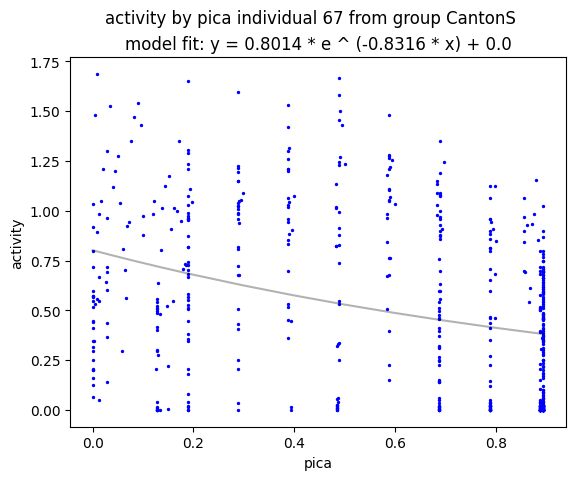 activity by pica individual 67 from group CantonS
model fit: y = 0.8014 * e ^ (-0.8316 * x) + 0.0
1.75
1.50
1.25
1.00
0.75
0.50
0.25
0.00
activity
0.0 0.2 0.4 0.6 0.8
pica